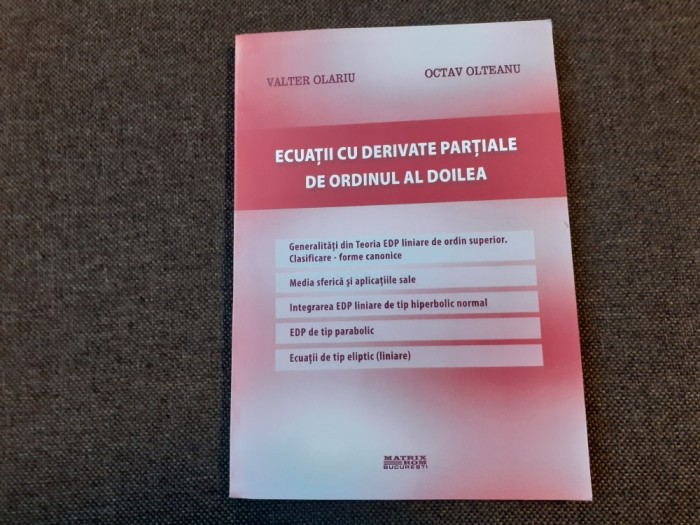 VALTER OLARIU
OCTAV OLTEANU
ECUAȚII CU DERIVATE PARȚIALE
DE ORDINUL AL DOILEA
Generalități din Teoria EDP liniare de ordin superior.
Clasificare - forme canonice
Media sferică și aplicațiile sale
Integrarea EDP liniare de tip hiperbolic normal
EDP de tip parabolic
Ecuații de tip eliptic (liniare)
MATRIX
ROM
BUCUREȘTI